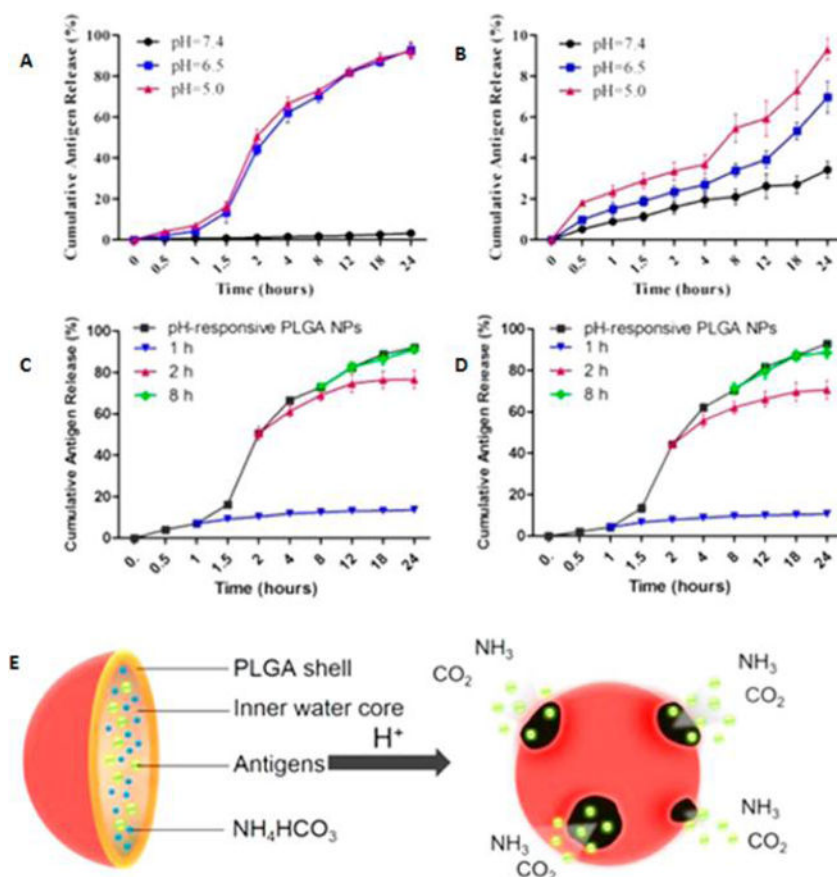 A
Cumulative Antigen Release (%)
100
80
60
40
20
0
pH=7.4
pH=6.5
pH=5.0
0
0.5
1
1.5
2
4
8
12
18
24
Time (hours)
B
Cumulative Antigen Release (%)
10
8
6
4
2
0
pH=7.4
pH=6.5
pH=5.0
0
0.5
1
1.5
2
4
8
12
18
24
Time (hours)
C
Cumulative Antigen Release (%)
100
80
60
40
20
0
pH-responsive PLGA NPs
1 h
2 h
8 h
0.
0.5
1
1.5
2
4
8
12
18
24
Time (hours)
D
Cumulative Antigen Release (%)
100
80
60
40
20
0
pH-responsive PLGA NPs
1 h
2 h
8 h
0.
0.5
1
1.5
2
4
8
12
18
24
Time (hours)
E
PLGA shell
Inner water core
Antigens
NH₄HCO₃
H⁺
NH₃
CO₂
NH₃
CO₂
NH₃
CO₂
NH₃
CO₂